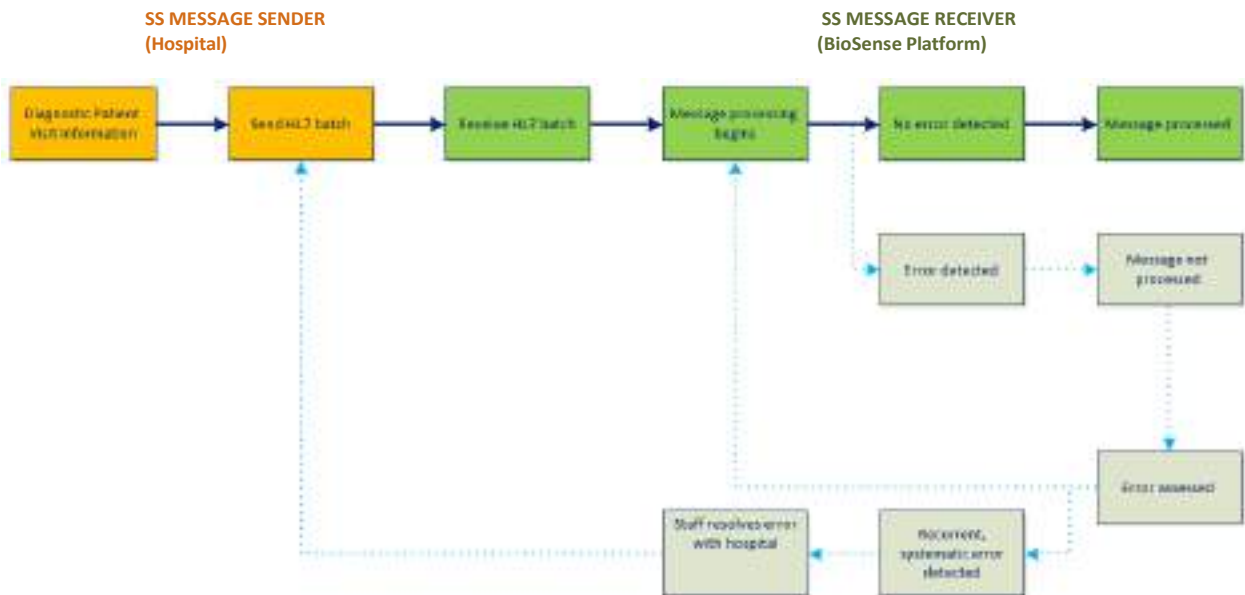 SS MESSAGE SENDER
(Hospital)
SS MESSAGE RECEIVER
(BioSense Platform)
Diagnostic Patient
Visit Information
Send HL7 batch
Receive HL7 batch
Message processing
begins
No error detected
Message processed
Error detected
Message not
processed
Error assessed
Staff resolves error
with hospital
Recurrent,
systematic error
detected